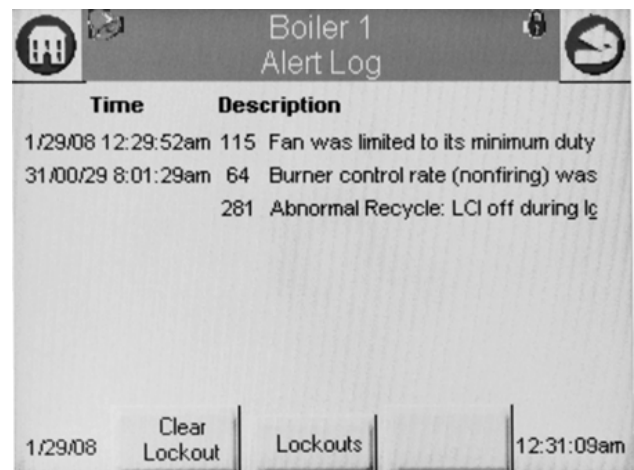 Boiler 1
Alert Log
Time Description
1/29/08 12:29:52am 115 Fan was limited to its minimum duty
31/00/29 8:01:29am 64 Burner control rate (nonfiring) was
281 Abnormal Recycle: LCI off during
1/29/08 Clear Lockout Lockouts 12:31:09am